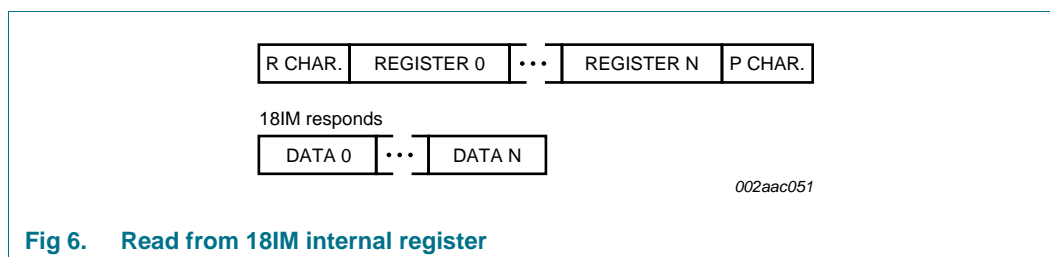 R CHAR. REGISTER 0 ••• REGISTER N P CHAR.
18IM responds
DATA 0 ••• DATA N
002aac051
Fig 6. Read from 18IM internal register